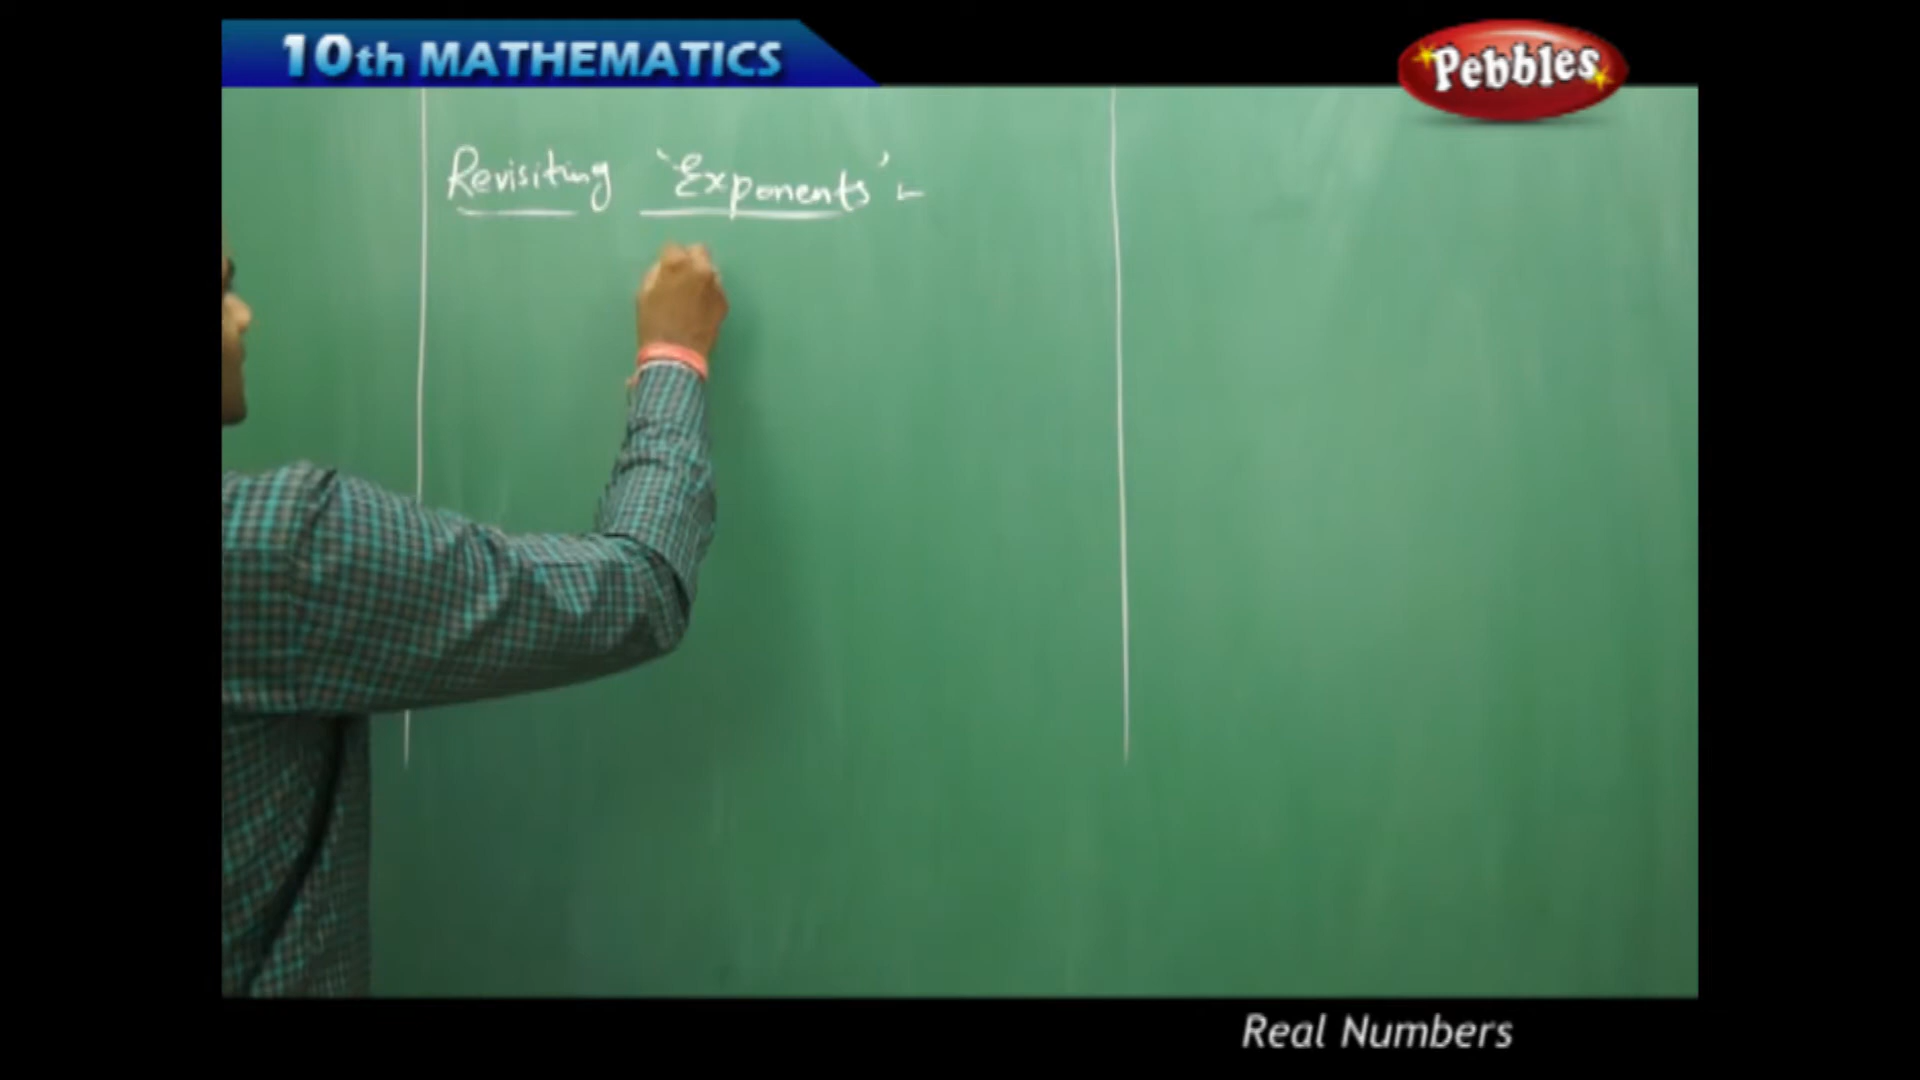 10th MATHEMATICS
Pebbles
Revisiting 'Exponents' :-
Real Numbers